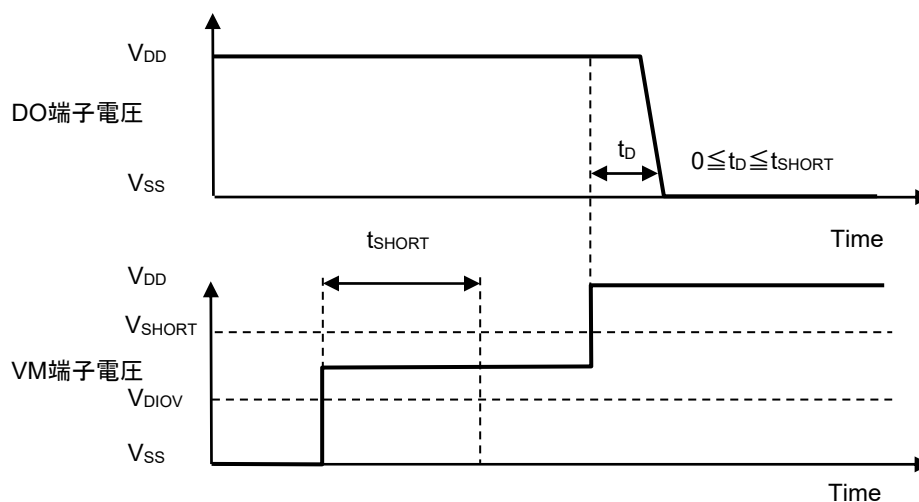 VDD
DO端子電圧
tD
0≦tD≦tSHORT
VSS
Time
tSHORT
VDD
VSHORT
VM端子電圧
VDIOV
VSS
Time